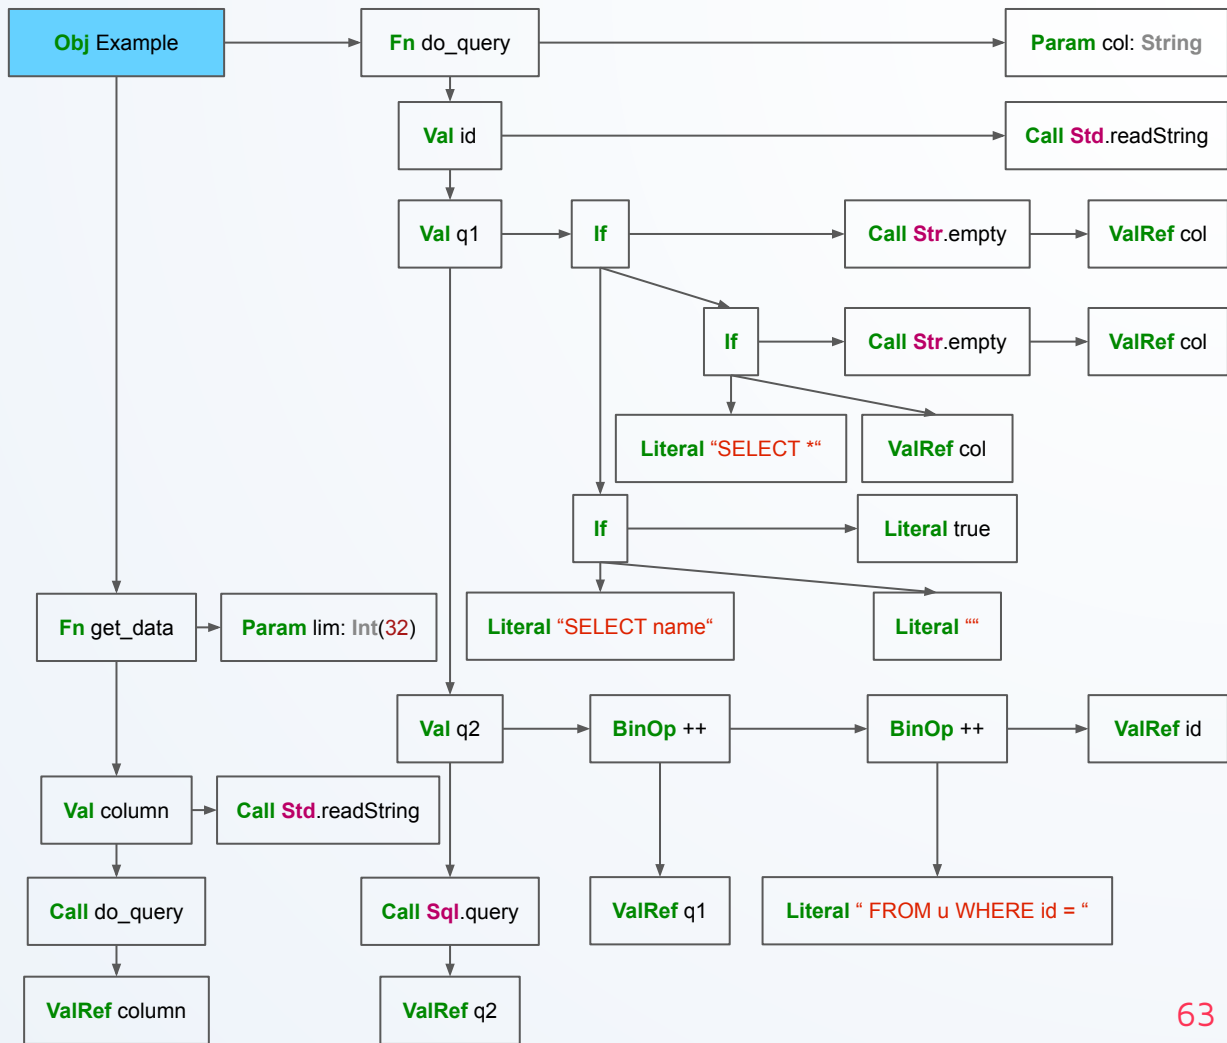 Obj Example
Fn do_query
Param col: String
Val id
Call Std.readString
Val q1
If
Call Str.empty
ValRef col
If
Call Str.empty
ValRef col
Literal “SELECT *“
ValRef col
If
Literal true
Fn get_data
Param lim: Int(32)
Literal “SELECT name“
Literal ““
Val q2
BinOp ++
BinOp ++
ValRef id
Val column
Call Std.readString
Call do_query
Call Sql.query
ValRef q1
Literal “ FROM u WHERE id = “
ValRef column
ValRef q2
63